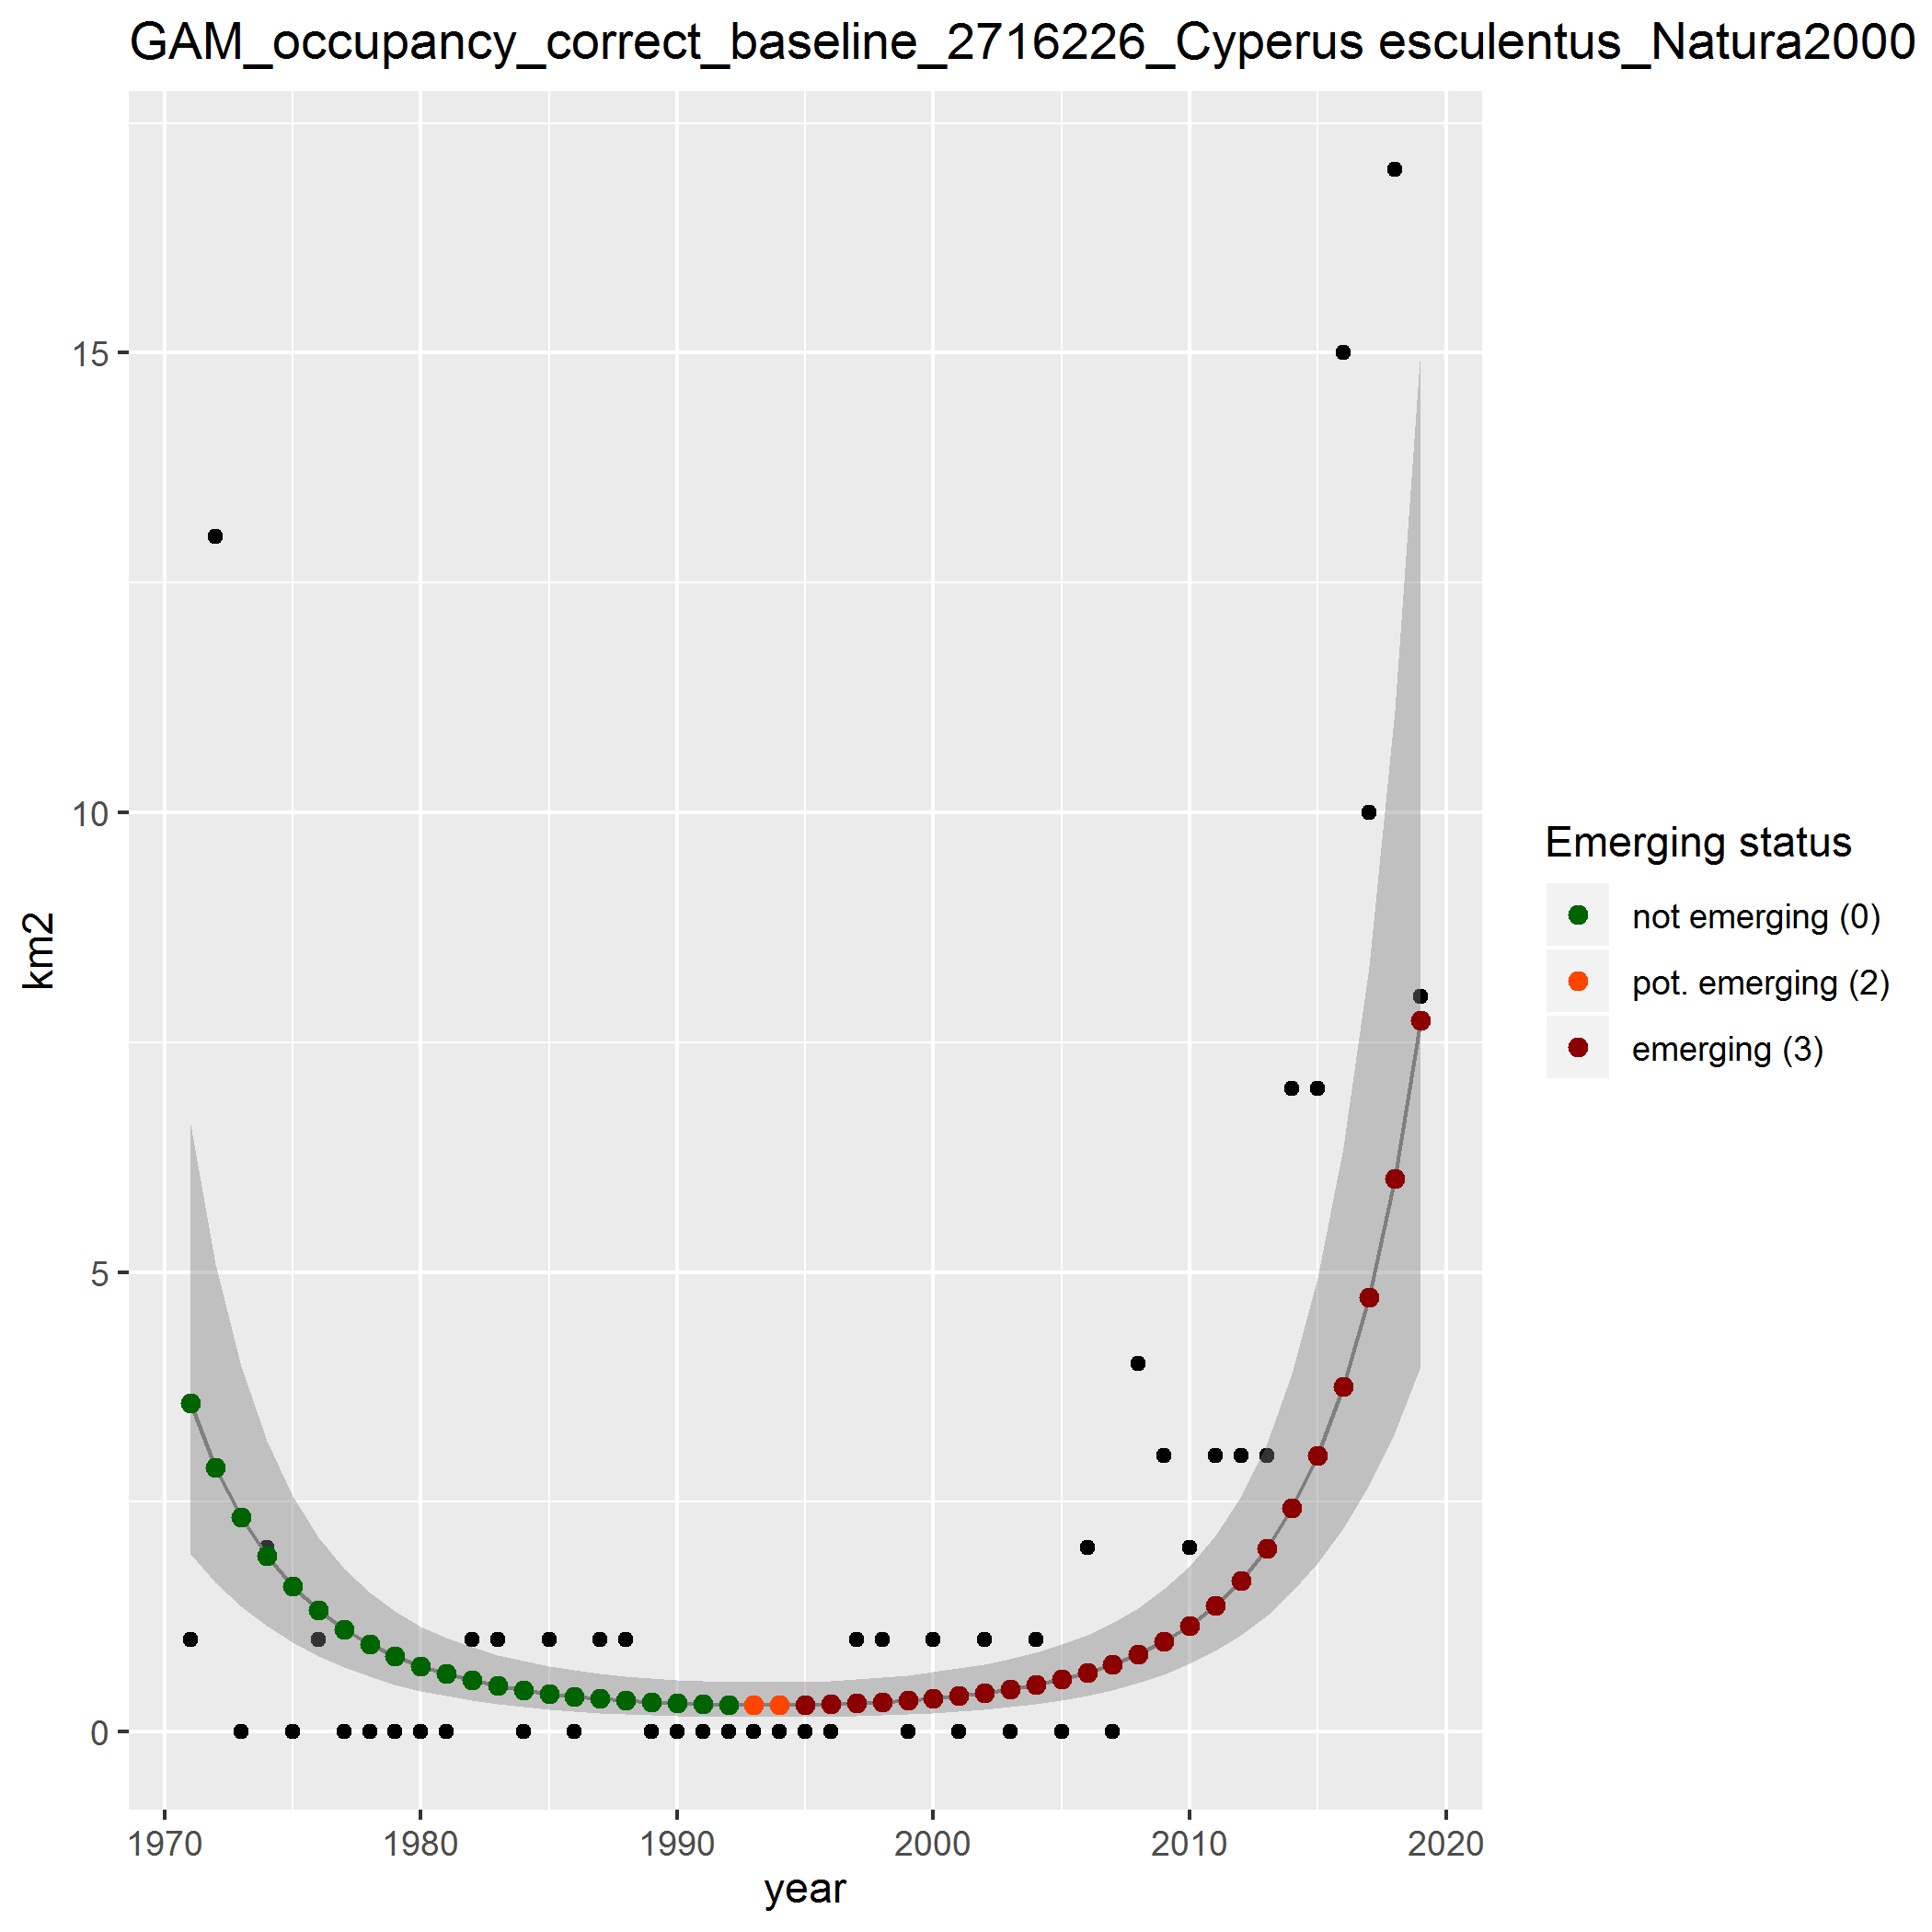 GAM_occupancy_correct_baseline_2716226_Cyperus esculentus_Natura2000
15
10
5
0
km2
1970 1980 1990 2000 2010 2020
year
Emerging status
not emerging (0)
pot. emerging (2)
emerging (3)